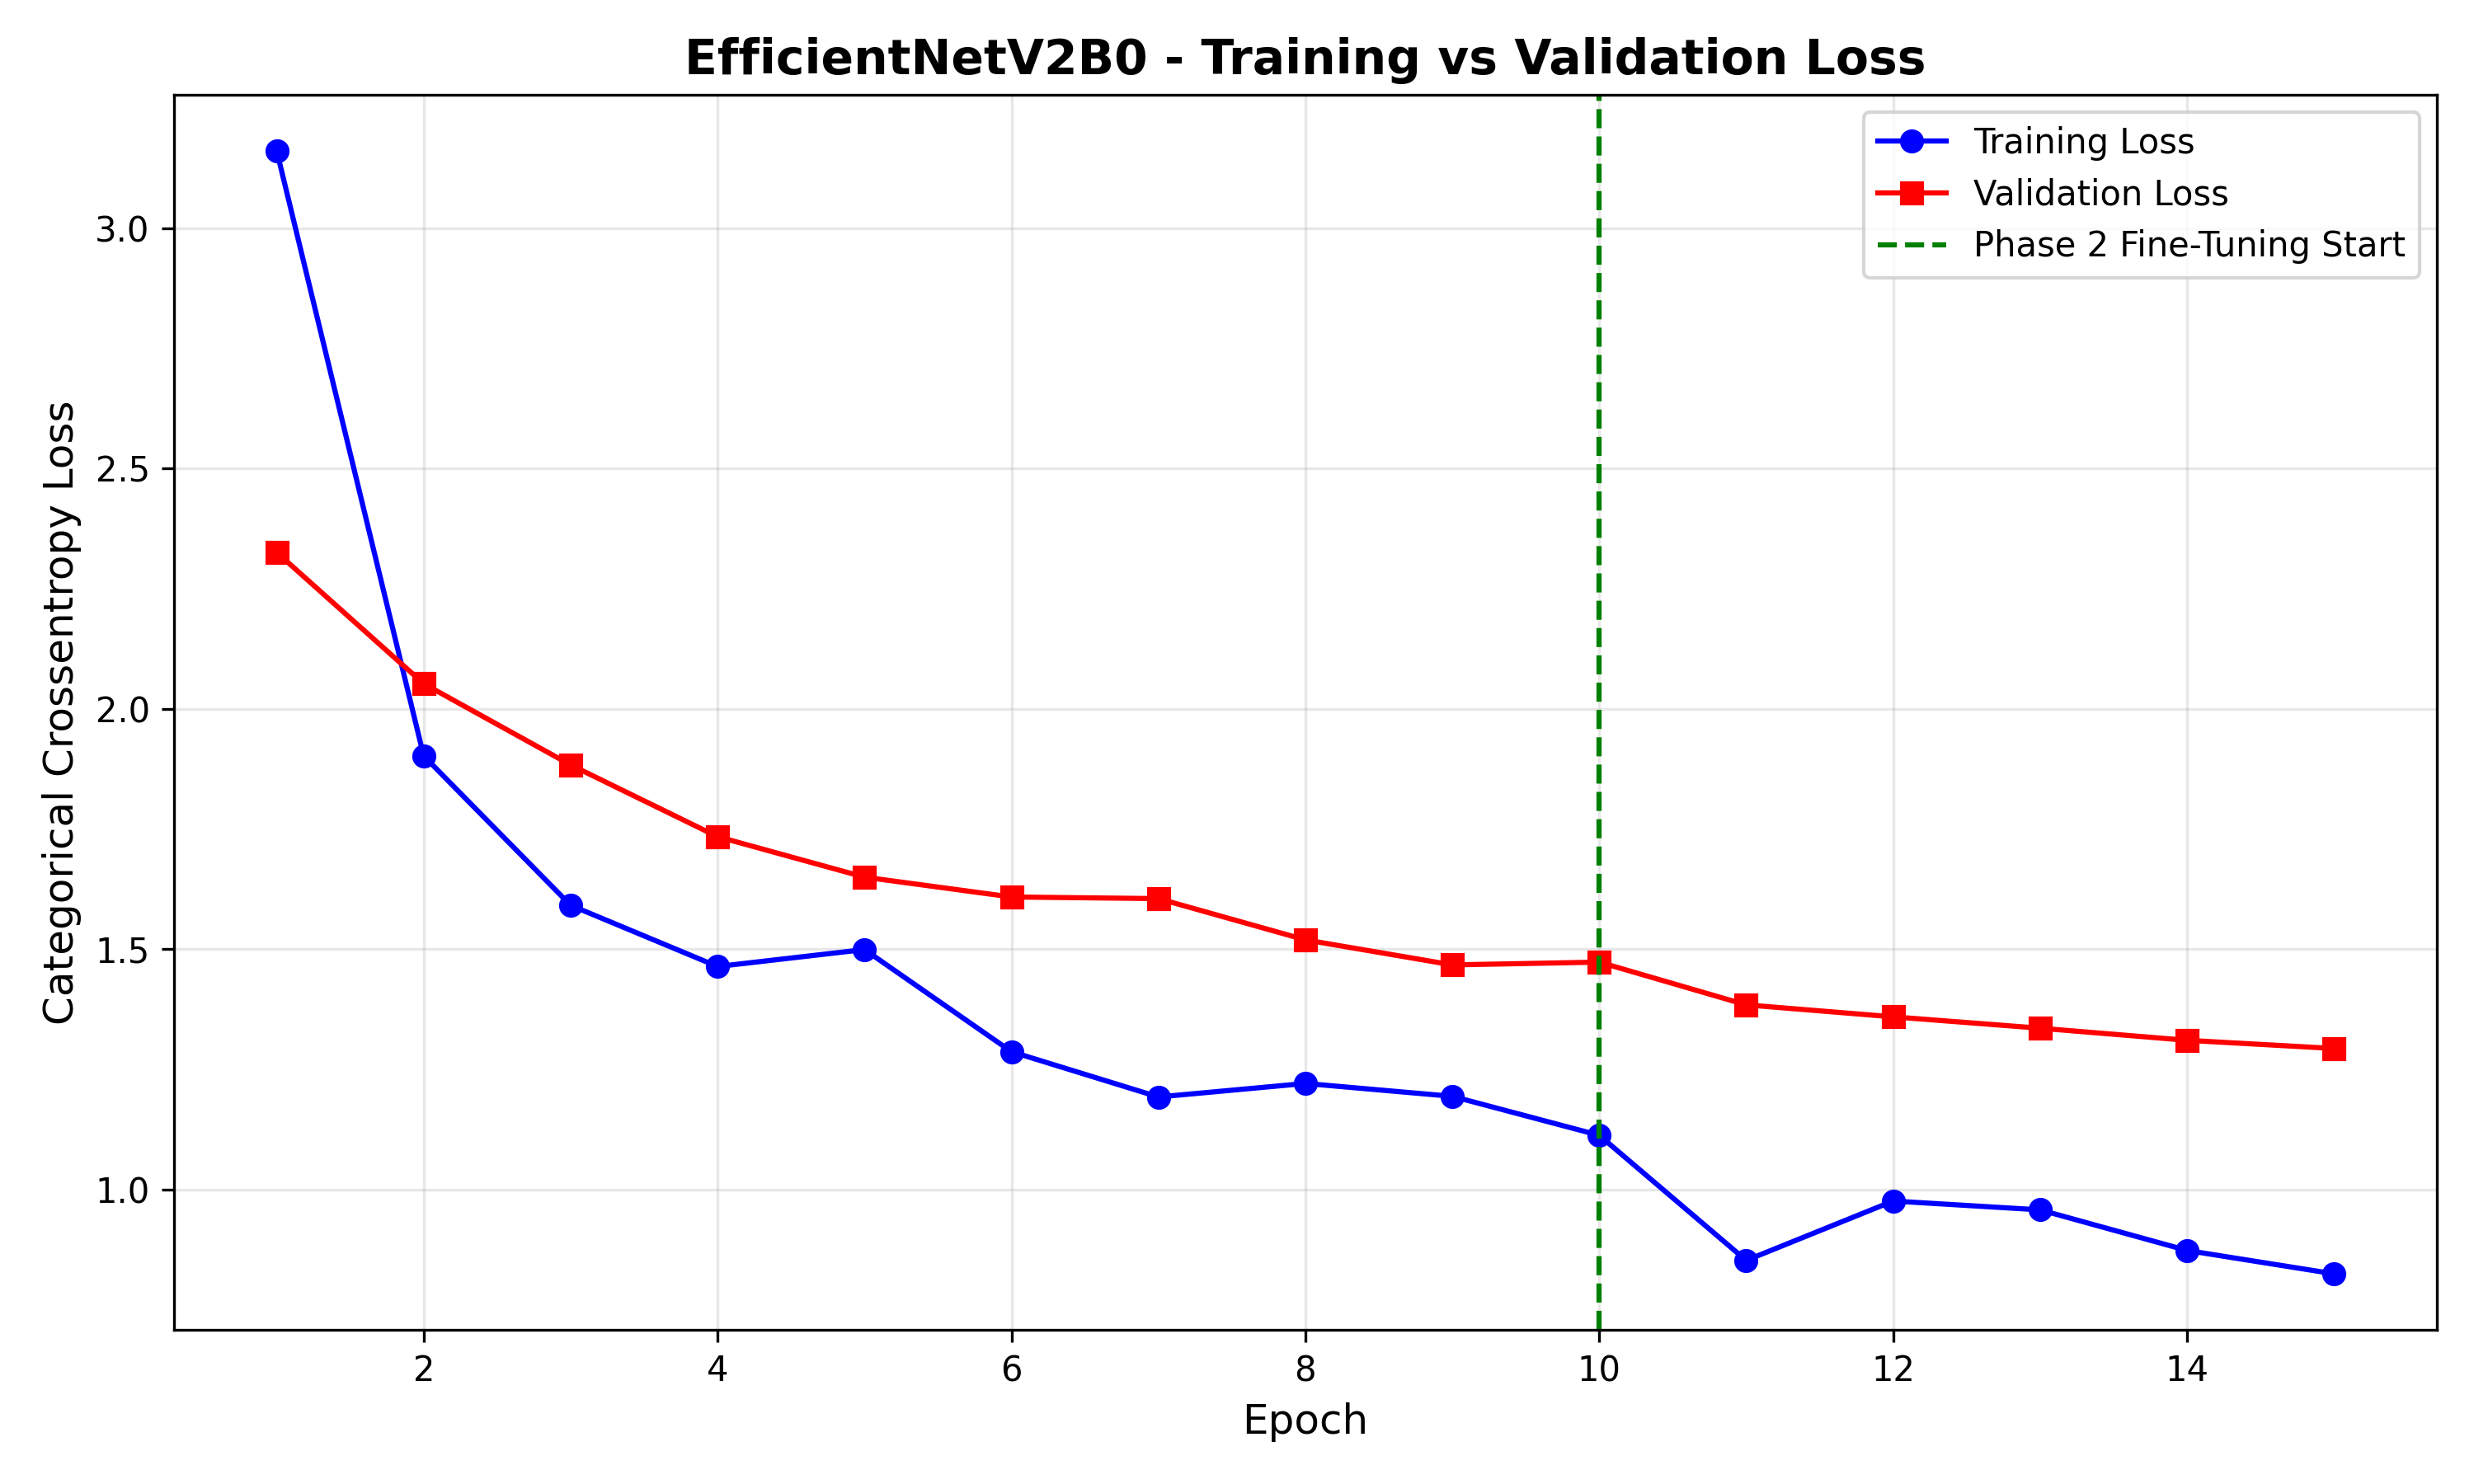 EfficientNetV2B0 - Training vs Validation Loss
Training Loss
Validation Loss
Phase 2 Fine-Tuning Start
Categorical Crossentropy Loss
3.0
2.5
2.0
1.5
1.0
2 4 6 8 10 12 14
Epoch